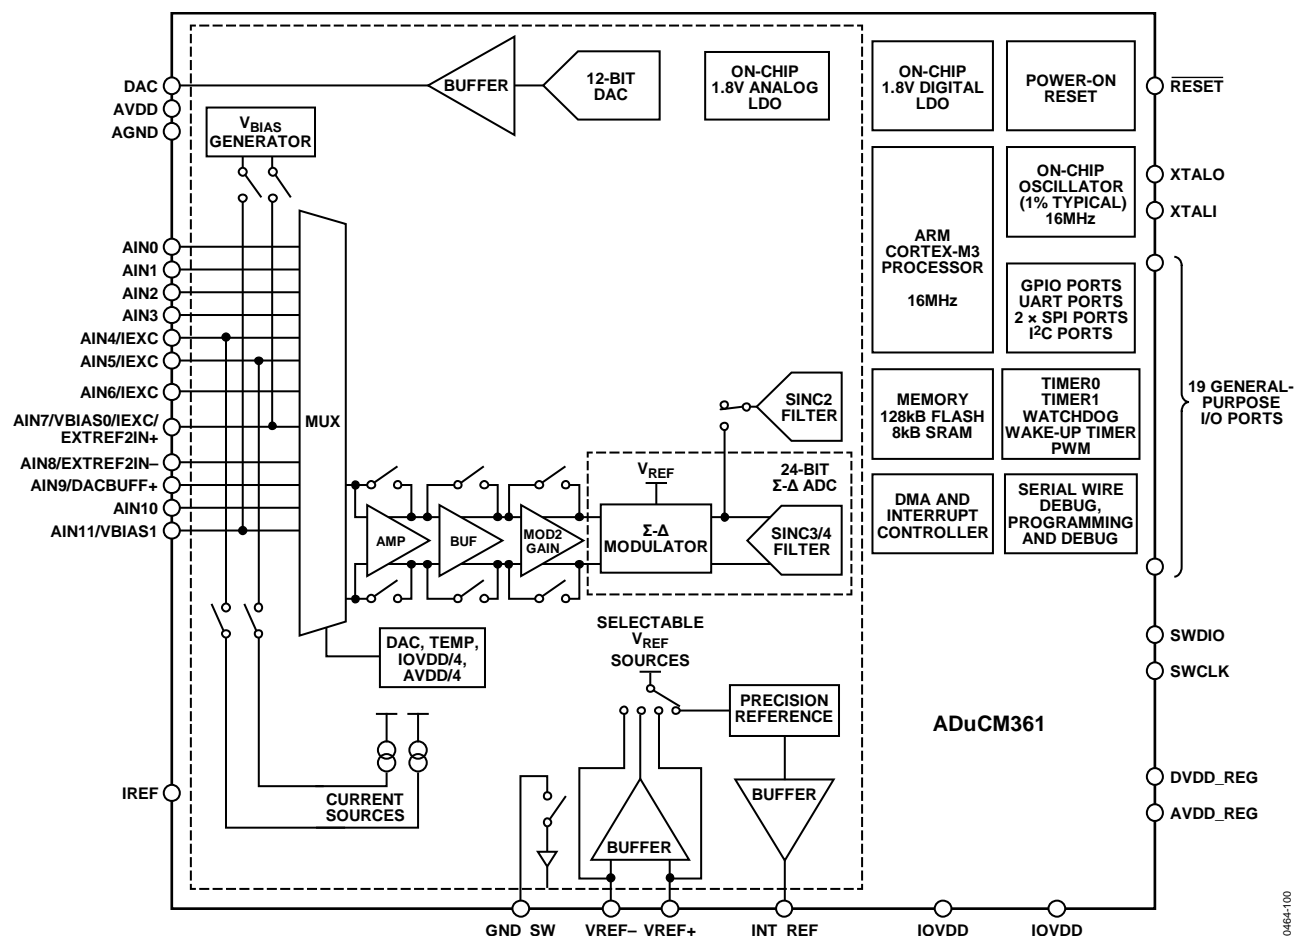 DAC
AVDD
AGND
BUFFER
12-BIT
DAC
ON-CHIP
1.8V ANALOG
LDO
ON-CHIP
1.8V DIGITAL
LDO
POWER-ON
RESET
RESET
VBIAS
GENERATOR
ARM
CORTEX-M3
PROCESSOR
16MHz
ON-CHIP
OSCILLATOR
(1% TYPICAL)
16MHz
XTALO
XTALI
AIN0
AIN1
AIN2
AIN3
AIN4/IEXC
AIN5/IEXC
AIN6/IEXC
AIN7/VBIAS0/IEXC/
EXTREF2IN+
AIN8/EXTREF2IN–
AIN9/DACBUFF+
AIN10
AIN11/VBIAS1
MUX
GPIO PORTS
UART PORTS
2 × SPI PORTS
I2C PORTS
19 GENERAL-
PURPOSE
I/O PORTS
SINC2
FILTER
MEMORY
128kB FLASH
8kB SRAM
TIMER0
TIMER1
WATCHDOG
WAKE-UP TIMER
PWM
VREF
24-BIT
Σ-Δ ADC
AMP
BUF
MOD2
GAIN
Σ-Δ
MODULATOR
SINC3/4
FILTER
DMA AND
INTERRUPT
CONTROLLER
SERIAL WIRE
DEBUG,
PROGRAMMING
AND DEBUG
DAC, TEMP,
IOVDD/4,
AVDD/4
SELECTABLE
VREF
SOURCES
PRECISION
REFERENCE
SWDIO
SWCLK
ADuCM361
IREF
CURRENT
SOURCES
BUFFER
BUFFER
DVDD_REG
AVDD_REG
GND_SW
VREF–
VREF+
INT_REF
IOVDD
IOVDD
0464-100